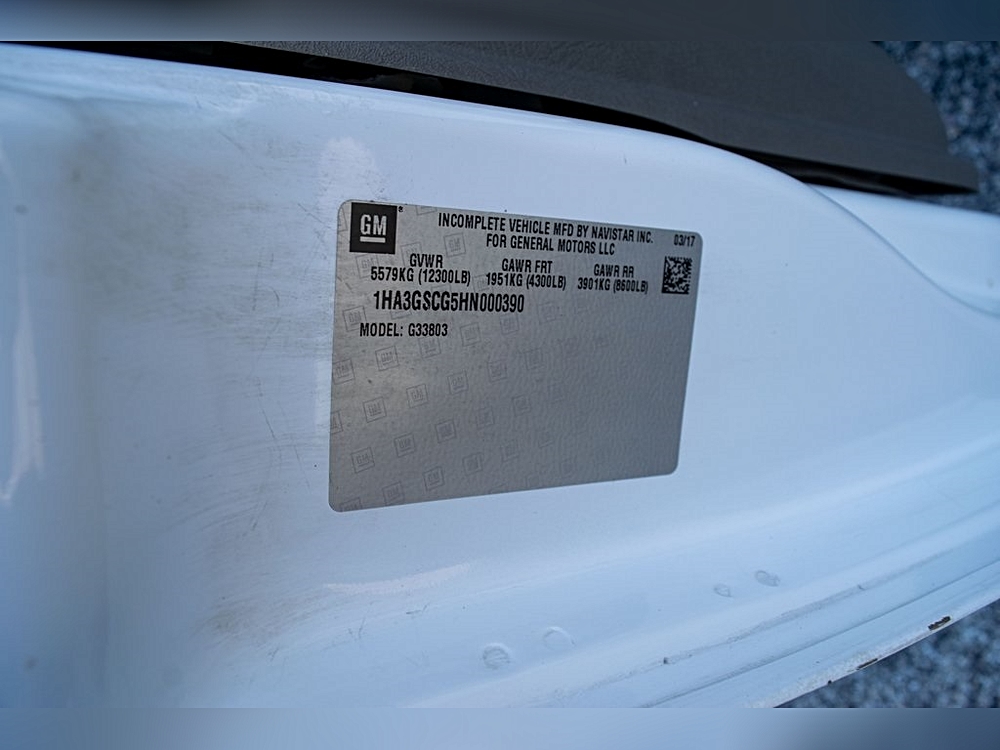 GM
INCOMPLETE VEHICLE MFD BY NAVISTAR INC. 03/17
FOR GENERAL MOTORS LLC
GVWR GAWR FRT GAWR RR
5579KG (12300LB) 1951KG (4300LB) 3901KG (8600LB)
1HA3GSCG5HN000390
MODEL: G33803